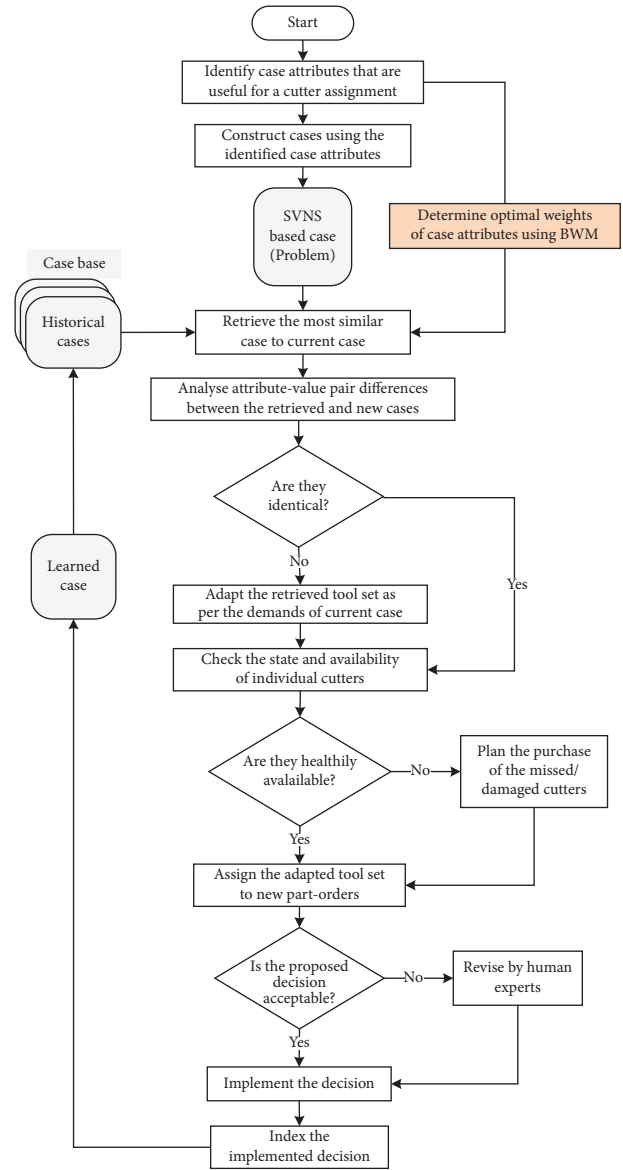 Start
Identify case attributes that are
useful for a cutter assignment
Construct cases using the
identified case attributes
SVNS
based case
(Problem)
Determine optimal weights
of case attributes using BWM
Case base
Historical
cases
Retrieve the most similar
case to current case
Analyse attribute-value pair differences
between the retrieved and new cases
Are they
identical?
No
Yes
Learned
case
Adapt the retrieved tool set as
per the demands of current case
Check the state and availability
of individual cutters
Are they healthily
avalailable?
No
Plan the purchase
of the missed/
damaged cutters
Yes
Assign the adapted tool set
to new part-orders
Is the proposed
decision
acceptable?
No
Revise by human
experts
Yes
Implement the decision
Index the
implemented decision